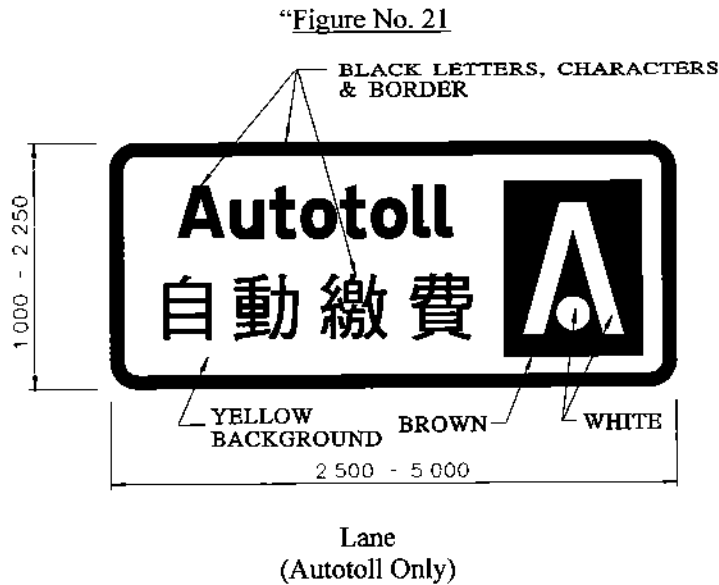 “Figure No. 21
BLACK LETTERS, CHARACTERS
& BORDER
1 000 - 2 250
Autotoll
自動繳費
YELLOW
BACKGROUND
BROWN
WHITE
2 500 - 5 000
Lane
(Autotoll Only)